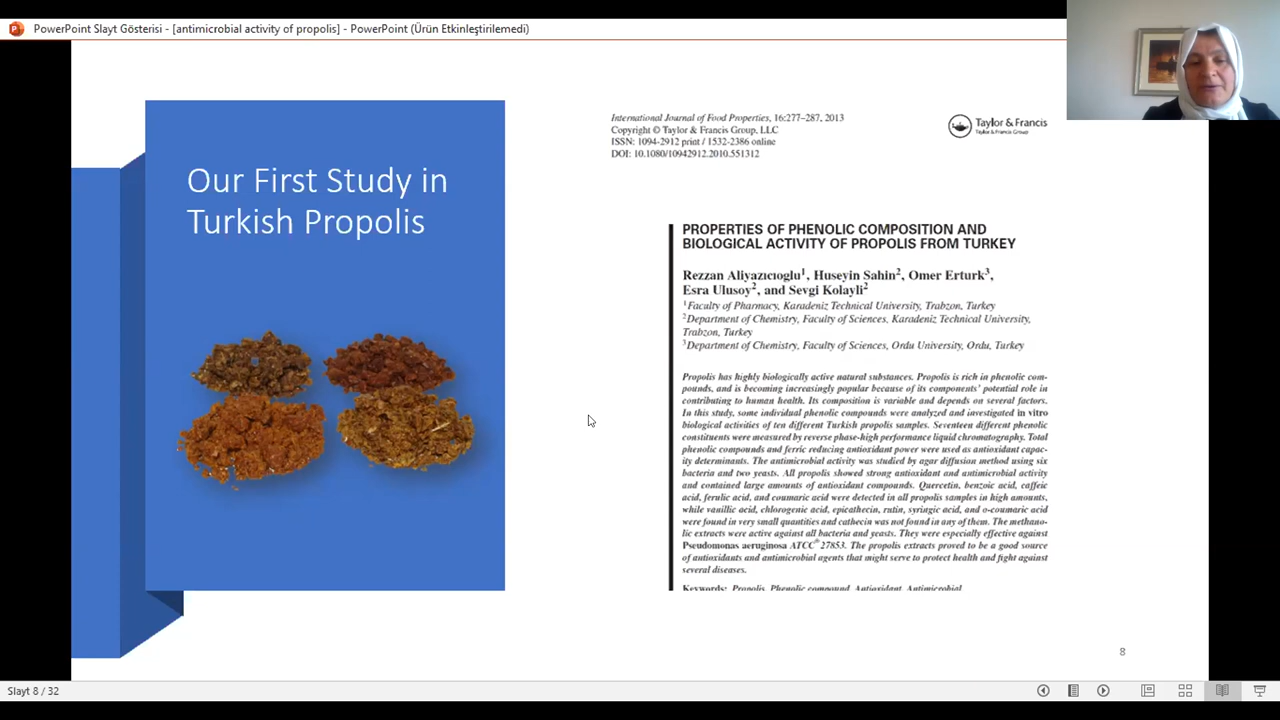 PowerPoint Slayt Gösterisi - [antimicrobial activity of propolis] - PowerPoint (Ürün Etkinleştirilemedi)
Our First Study in
Turkish Propolis
International Journal of Food Properties, 16:277–287, 2013
Copyright © Taylor & Francis Group, LLC
ISSN: 1094-2912 print / 1532-2386 online
DOI: 10.1080/10942912.2010.551312
Taylor & Francis
Taylor & Francis Group
PROPERTIES OF PHENOLIC COMPOSITION AND
BIOLOGICAL ACTIVITY OF PROPOLIS FROM TURKEY
Rezzan Aliyazıcıoglu1, Huseyin Sahin2, Omer Erturk3,
Esra Ulusoy2, and Sevgi Kolayli2
1Faculty of Pharmacy, Karadeniz Technical University, Trabzon, Turkey
2Department of Chemistry, Faculty of Sciences, Karadeniz Technical University,
Trabzon, Turkey
3Department of Chemistry, Faculty of Sciences, Ordu University, Ordu, Turkey
Propolis has highly biologically active natural substances. Propolis is rich in phenolic com-
pounds, and is becoming increasingly popular because of its components' potential role in
contributing to human health. Its composition is variable and depends on several factors.
In this study, some individual phenolic compounds were analyzed and investigated in vitro
biological activities of ten different Turkish propolis samples. Seventeen different phenolic
constituents were measured by reverse phase-high performance liquid chromatography. Total
phenolic compounds and ferric reducing antioxidant power were used as antioxidant capac-
ity determinants. The antimicrobial activity was studied by agar diffusion method using six
bacteria and two yeasts. All propolis showed strong antioxidant and antimicrobial activity
and contained large amounts of antioxidant compounds. Quercetin, benzoic acid, caffeic
acid, ferulic acid, and coumaric acid were detected in all propolis samples in high amounts,
while vanillic acid, chlorogenic acid, epicathecin, rutin, syringic acid, and o-coumaric acid
were found in very small quantities and cathecin was not found in any of them. The methano-
lic extracts were active against all bacteria and yeasts. They were especially effective against
Pseudomonas aeruginosa ATCC® 27853. The propolis extracts proved to be a good source
of antioxidants and antimicrobial agents that might serve to protect health and fight against
several diseases.
Keywords: Propolis, Phenolic compound, Antioxidant, Antimicrobial
8
Slayt 8 / 32